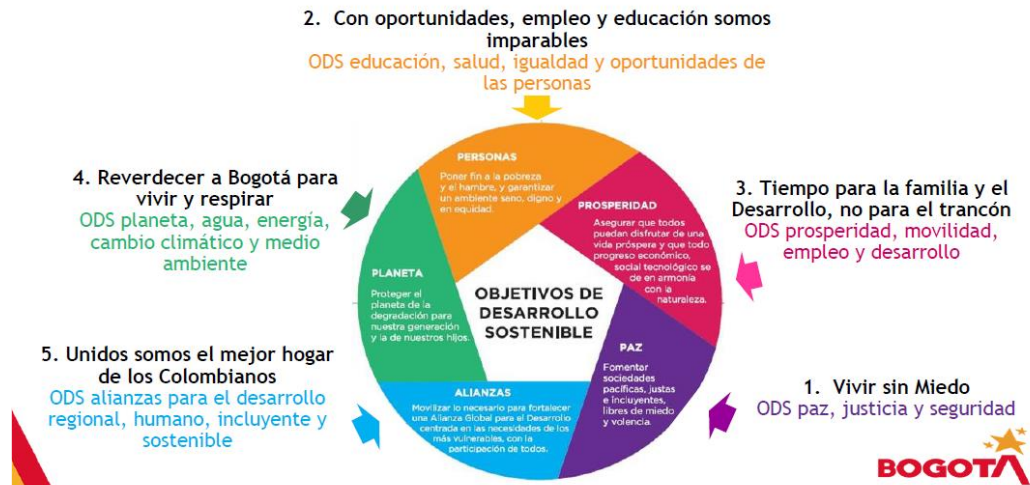 2. Con oportunidades, empleo y educación somos
imparables
ODS educación, salud, igualdad y oportunidades de
las personas
4. Reverdecer a Bogotá para
vivir y respirar
ODS planeta, agua, energía,
cambio climático y medio
ambiente
3. Tiempo para la familia y el
Desarrollo, no para el trancón
ODS prosperidad, movilidad,
empleo y desarrollo
5. Unidos somos el mejor hogar
de los Colombianos
ODS alianzas para el desarrollo
regional, humano, incluyente y
sostenible
1. Vivir sin Miedo
ODS paz, justicia y seguridad
PERSONAS
Poner fin a la pobreza
y el hambre, y garantizar
un ambiente sano, digno y
en equidad.
PROSPERIDAD
Asegurar que todos
puedan disfrutar de una
vida próspera y que todo
progreso económico,
social tecnológico se
de en armonía
con la
naturaleza.
PLANETA
Proteger el
planeta de la
degradación para
nuestra generación
y la de nuestros hijos.
OBJETIVOS DE
DESARROLLO
SOSTENIBLE
PAZ
Fomentar
sociedades
pacíficas, justas
e incluyentes,
libres de miedo
y volencia.
ALIANZAS
Movilizar lo necesario para fortalecer
una Alianza Global para el Desarrollo
centrada en las necesidades de los
más vulnerables, con la
participación de todos.
BOGOTÁ